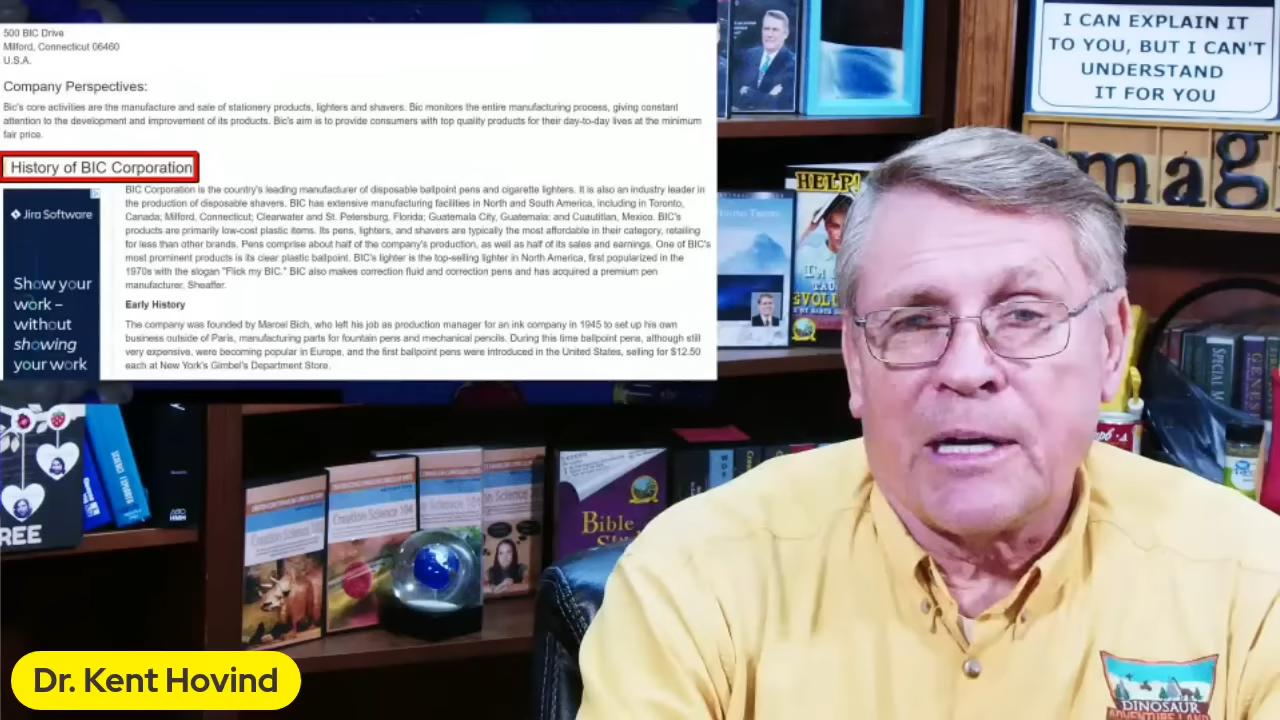 500 BIC Drive
Milford, Connecticut 06460
U.S.A.
Company Perspectives:
Bic's core activities are the manufacture and sale of stationery products, lighters and shavers. Bic monitors the entire manufacturing process, giving constant
attention to the development and improvement of its products. Bic's aim is to provide consumers with top quality products for their day-to-day lives at the minimum
fair price.
History of BIC Corporation
BIC Corporation is the country's leading manufacturer of disposable ballpoint pens and cigarette lighters. It is also an industry leader in
the production of disposable shavers. BIC has extensive manufacturing facilities in North and South America, including in Toronto,
Canada; Milford, Connecticut; Clearwater and St. Petersburg, Florida; Guatemala City, Guatemala; and Cuautitlan, Mexico. BIC's
products are primarily low-cost plastic items. Its pens, lighters, and shavers are typically the most affordable in their category, retailing
for less than other brands. Pens comprise about half of the company's production, as well as half of its sales and earnings. One of BIC's
most prominent products is its clear plastic ballpoint. BIC's lighter is the top-selling lighter in North America, first popularized in the
1970s with the slogan "Flick my BIC." BIC also makes correction fluid and correction pens and has acquired a premium pen
manufacturer, Sheaffer.
Early History
The company was founded by Marcel Bich, who left his job as production manager for an ink company in 1945 to set up his own
business outside of Paris, manufacturing parts for fountain pens and mechanical pencils. During this time ballpoint pens, although still
very expensive, were becoming popular in Europe, and the first ballpoint pens were introduced in the United States, selling for $12.50
each at New York's Gimbel's Department Store.
Jira Software
Show your
work –
without
showing
your work
I CAN EXPLAIN IT
TO YOU, BUT I CAN'T
UNDERSTAND
IT FOR YOU
imag
HELP!
I'M
TAU
EVOL
SPECIAL
GENES
Creation Science 104
Bible
REE
HMH
Dr. Kent Hovind
DINOSAUR
ADVENTURE LAND